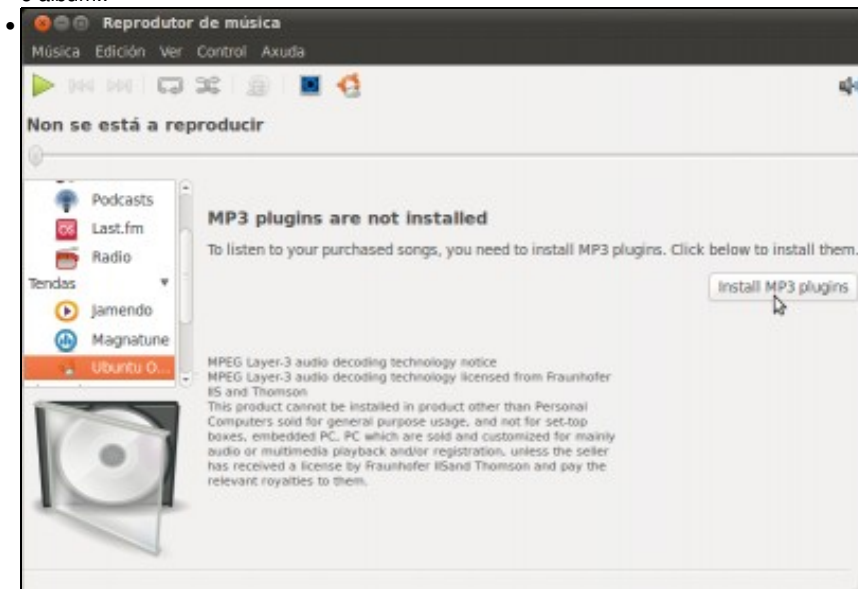 Reprodutor de música
Música Edición Ver Control Axuda
Non se está a reproducir
Podcasts
Last.fm
Radio
Tendas
Jamendo
Magnatune
Ubuntu O...
MP3 plugins are not installed
To listen to your purchased songs, you need to install MP3 plugins. Click below to install them.
Install MP3 plugins
MPEG Layer-3 audio decoding technology notice
MPEG Layer-3 audio decoding technology licensed from Fraunhofer
IIS and Thomson
This product cannot be installed in product other than Personal
Computers sold for general purpose usage, and not for set-top
boxes, embedded PC, PC which are sold and customized for mainly
audio or multimedia playback and/or registration, unless the seller
has received a license by Fraunhofer IISand Thomson and pay the
relevant royalties to them.